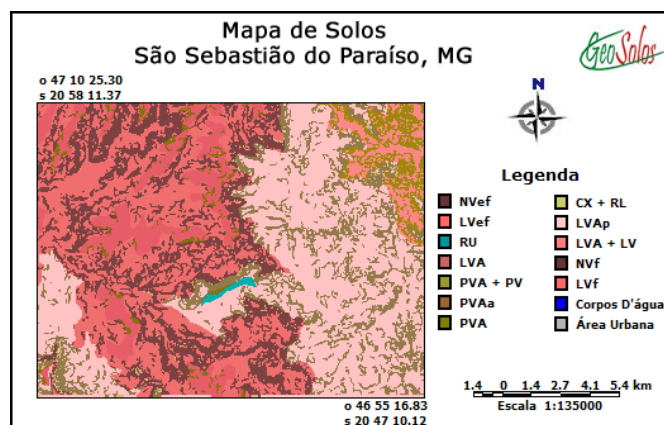 Mapa de Solos
São Sebastião do Paraíso, MG
GeoSolos
o 47 10 25.30
s 20 58 11.37
N
Legenda
NVef
LVef
RU
LVA
PVA + PV
PVAa
PVA
CX + RL
LVAp
LVA + LV
NVf
LVf
Corpos D'água
Área Urbana
o 46 55 16.83
s 20 47 10.12
1.4 0 1.4 2.7 4.1 5.4 km
Escala 1:135000